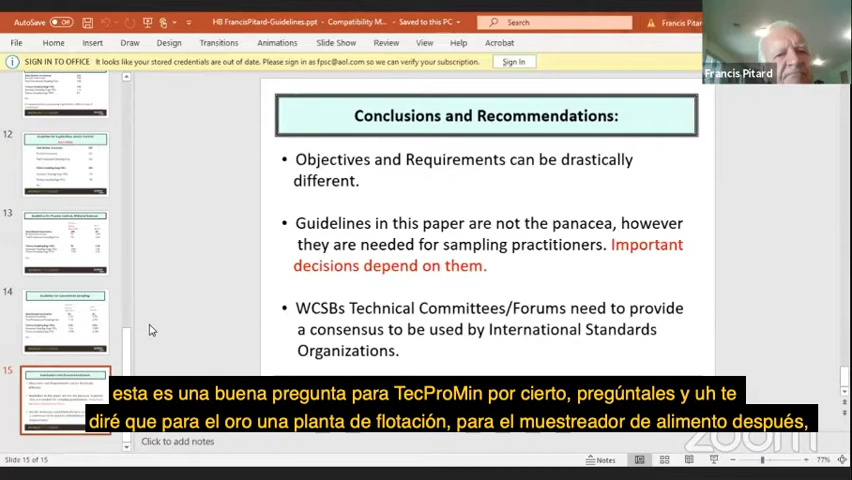 AutoSave Off
HB FrancisPitard-Guidelines.ppt - Compatibility M... - Saved to this PC
Search
Francis Pitard
File Home Insert Draw Design Transitions Animations Slide Show Review View Help Acrobat
SIGN IN TO OFFICE It looks like your stored credentials are out of date. Please sign in as fpsc@aol.com so we can verify your subscription. Sign In
Francis Pitard
12
13
14
15
Conclusions and Recommendations:
• Objectives and Requirements can be drastically
different.
• Guidelines in this paper are not the panacea, however
they are needed for sampling practitioners. Important
decisions depend on them.
• WCSBs Technical Committees/Forums need to provide
a consensus to be used by International Standards
Organizations.
esta es una buena pregunta para TecProMin por cierto, pregúntales y uh te
diré que para el oro una planta de flotación, para el muestreador de alimento después,
Click to add notes
zoom
Slide 15 of 15
Notes
77%